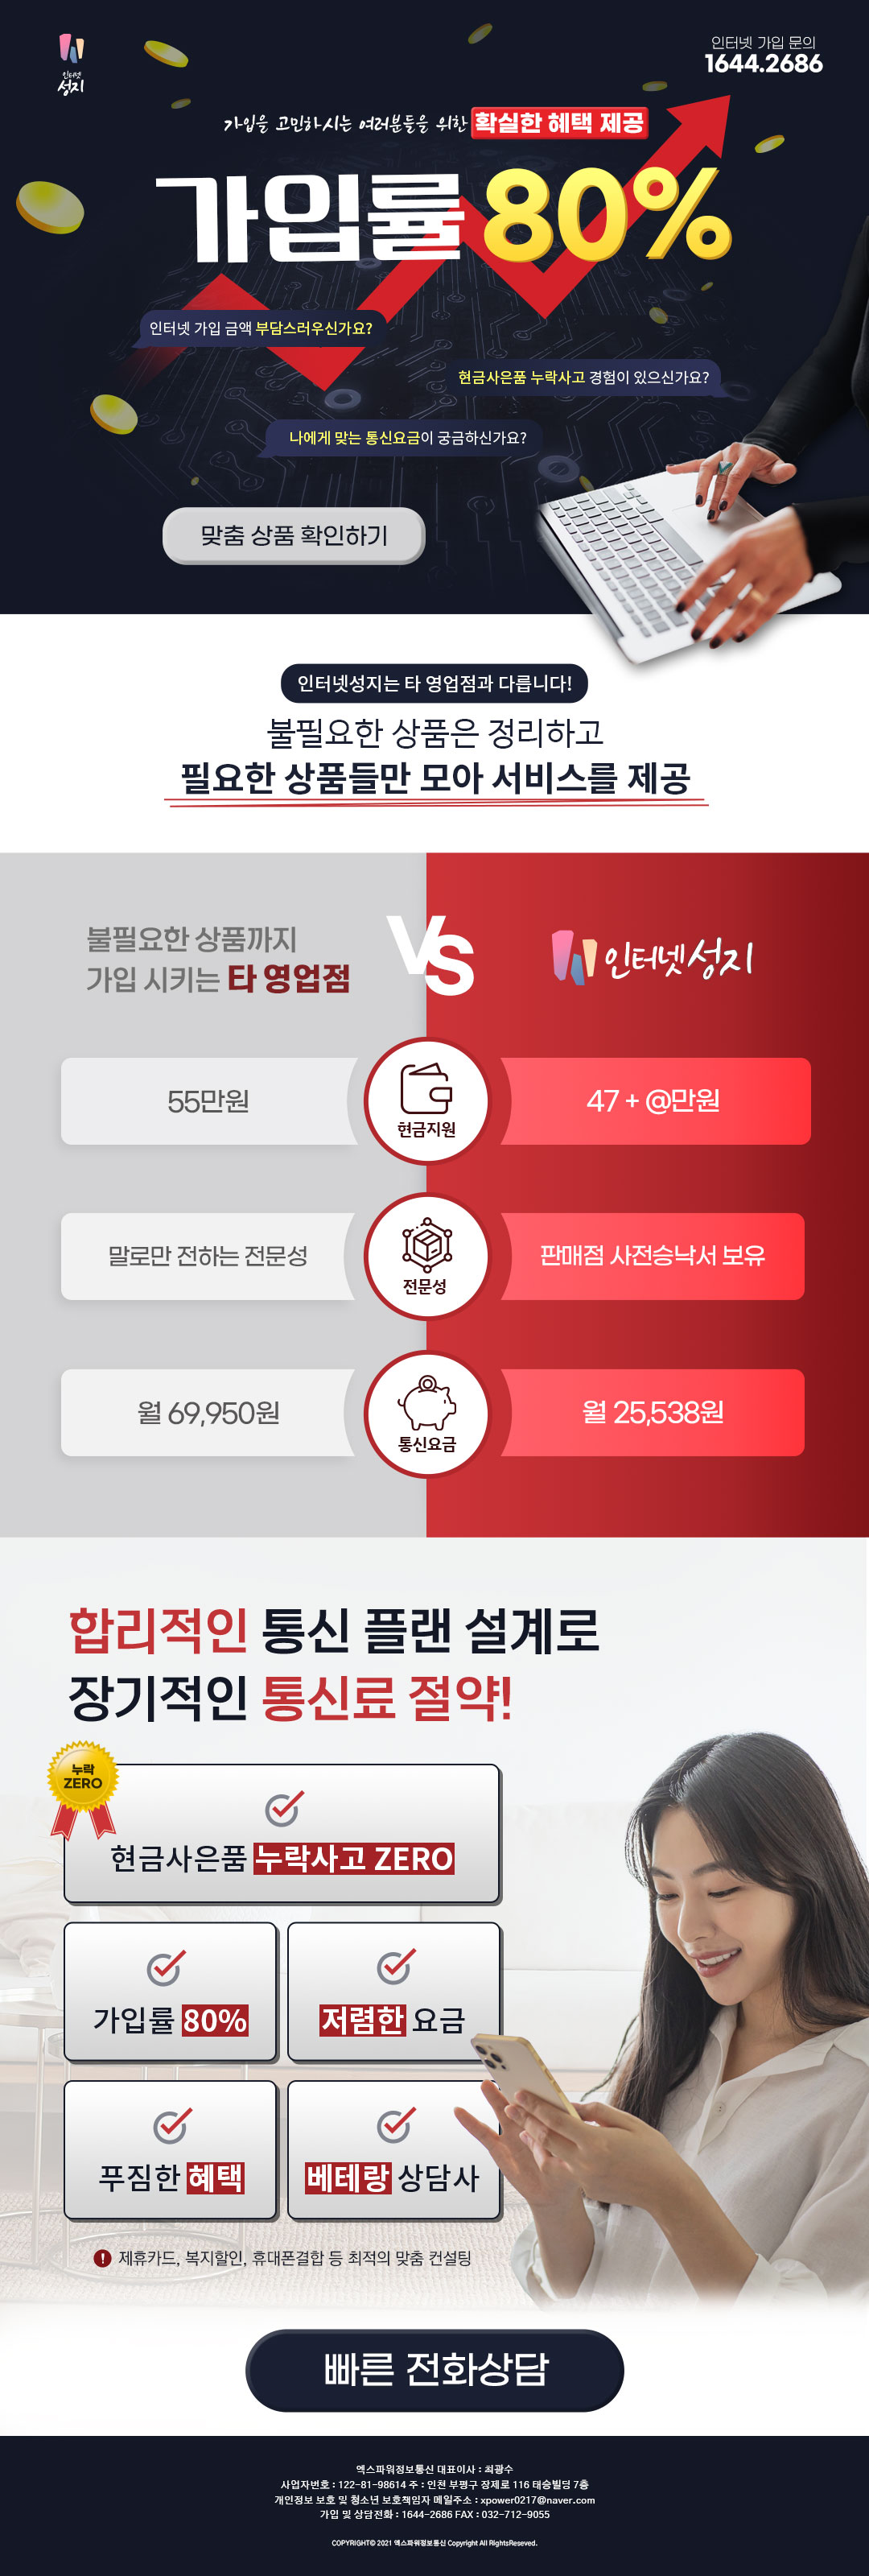 인터넷
성지
인터넷 가입 문의
1644.2686
가입을 고민하시는 여러분들을 위한 확실한 혜택 제공
가입률 80%
인터넷 가입 금액 부담스러우신가요?
현금사은품 누락사고 경험이 있으신가요?
나에게 맞는 통신요금이 궁금하신가요?
맞춤 상품 확인하기
인터넷성지는 타 영업점과 다릅니다!
불필요한 상품은 정리하고
필요한 상품들만 모아 서비스를 제공
불필요한 상품까지
가입 시키는 타 영업점
VS
인터넷성지
55만원
현금지원
47 + @만원
말로만 전하는 전문성
전문성
판매점 사전승낙서 보유
월 69,950원
통신요금
월 25,538원
합리적인 통신 플랜 설계로
장기적인 통신료 절약!
누락
ZERO
현금사은품 누락사고 ZERO
가입률 80%
저렴한 요금
푸짐한 혜택
베테랑 상담사
! 제휴카드, 복지할인, 휴대폰결합 등 최적의 맞춤 컨설팅
빠른 전화상담
엑스파워정보통신 대표이사 : 최광수
사업자번호 : 122-81-98614 주 : 인천 부평구 장제로 116 태승빌딩 7층
개인정보 보호 및 청소년 보호책임자 메일주소 : xpower0217@naver.com
가입 및 상담전화 : 1644-2686 FAX : 032-712-9055
COPYRIGHT© 2021 엑스파워정보통신 Copyright All RightsReseved.